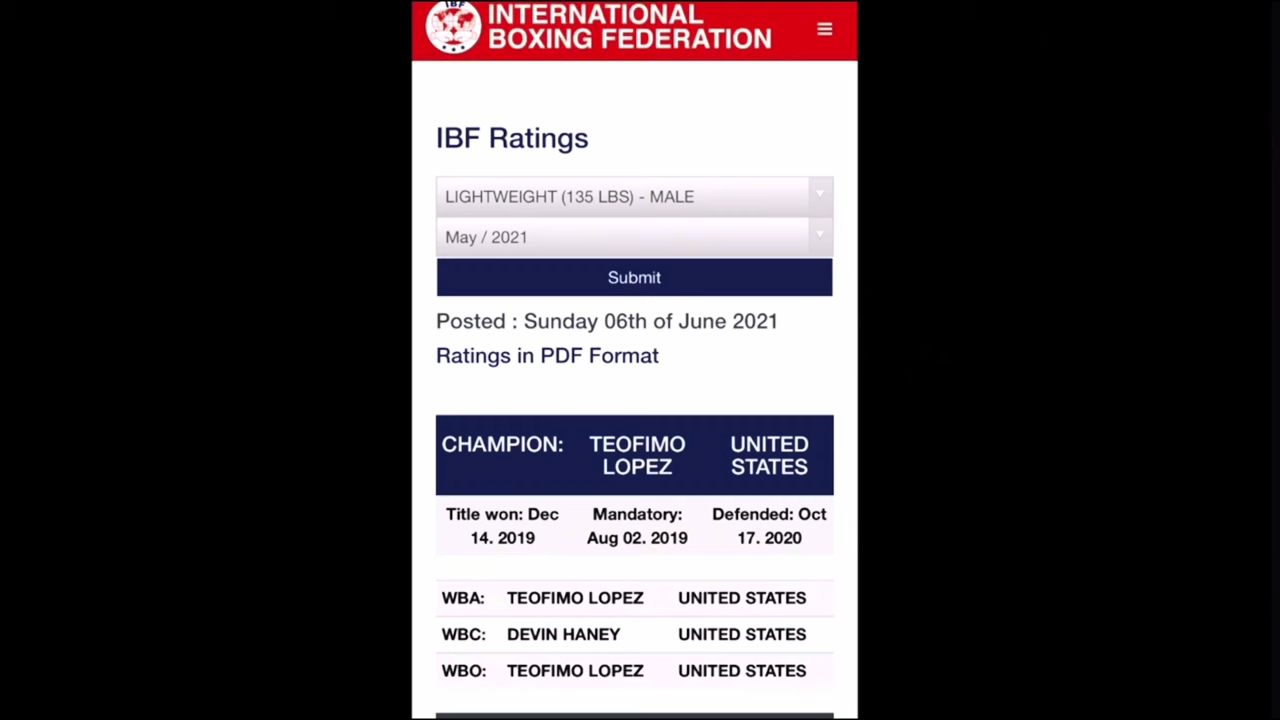 IBF
INTERNATIONAL
BOXING FEDERATION
IBF Ratings
LIGHTWEIGHT (135 LBS) - MALE
May / 2021
Submit
Posted : Sunday 06th of June 2021
Ratings in PDF Format
CHAMPION: TEOFIMO LOPEZ UNITED STATES
Title won: Dec 14. 2019 Mandatory: Aug 02. 2019 Defended: Oct 17. 2020
WBA: TEOFIMO LOPEZ UNITED STATES
WBC: DEVIN HANEY UNITED STATES
WBO: TEOFIMO LOPEZ UNITED STATES